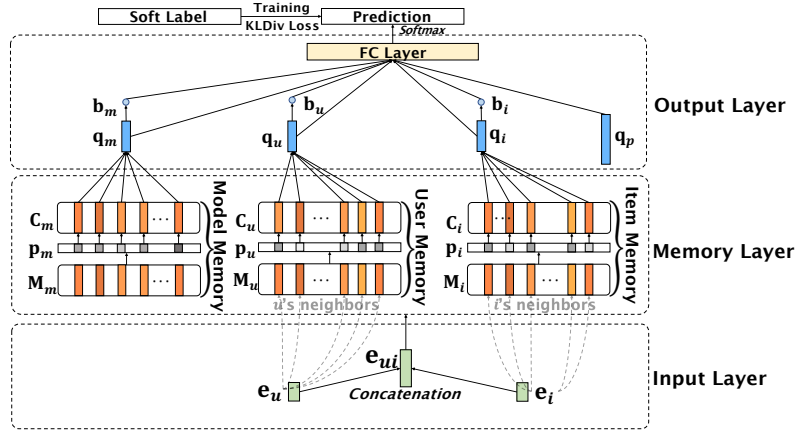 Soft Label
Training
KLDiv Loss
Prediction
Softmax
FC Layer
b_m
b_u
b_i
q_m
q_u
q_i
q_p
Output Layer
C_m
p_m
M_m
Model Memory
C_u
p_u
M_u
User Memory
C_i
p_i
M_i
Item Memory
...
...
...
...
...
...
Memory Layer
u's neighbors
i's neighbors
e_ui
e_u
Concatenation
e_i
Input Layer